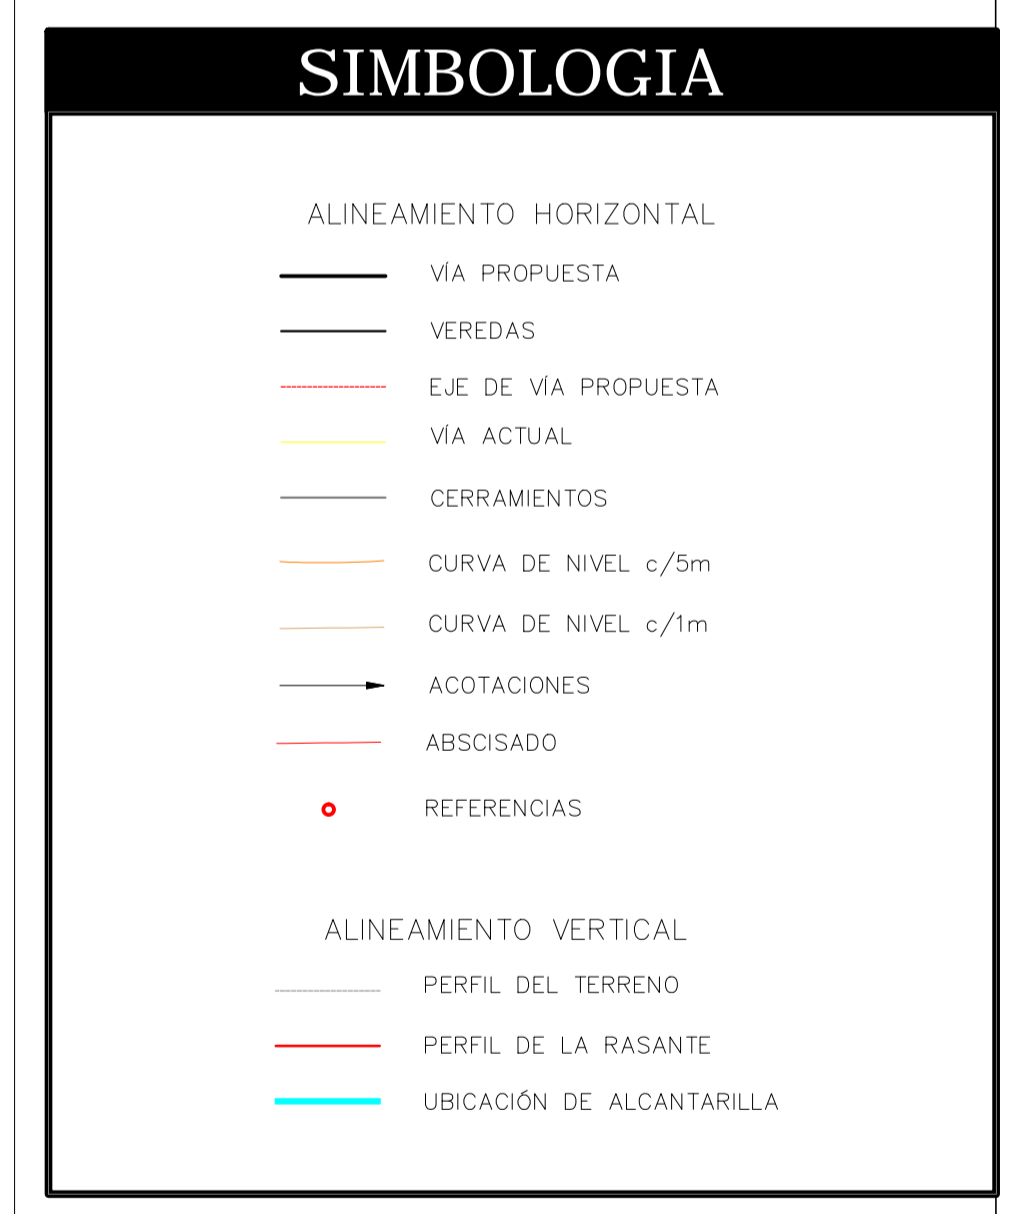 SIMBOLOGIA
ALINEAMIENTO HORIZONTAL
VÍA PROPUESTA
VEREDAS
EJE DE VÍA PROPUESTA
VÍA ACTUAL
CERRAMIENTOS
CURVA DE NIVEL c/5m
CURVA DE NIVEL c/1m
ACOTACIONES
ABSCISADO
REFERENCIAS
ALINEAMIENTO VERTICAL
PERFIL DEL TERRENO
PERFIL DE LA RASANTE
UBICACIÓN DE ALCANTARILLA